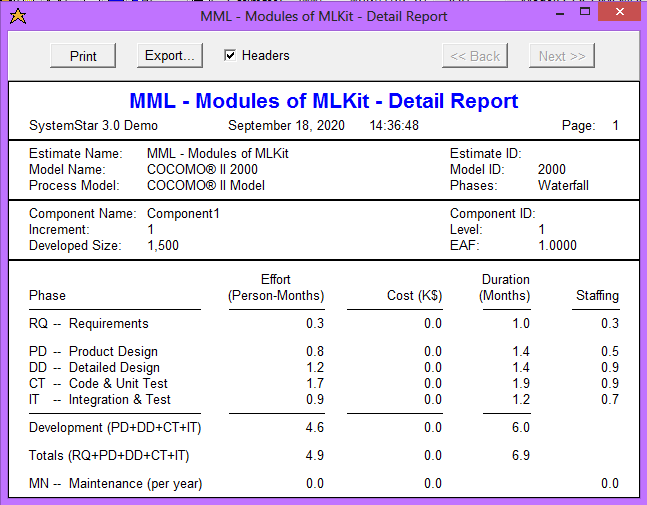 MML - Modules of MLKit - Detail Report
Print Export... Headers << Back Next >>
MML - Modules of MLKit - Detail Report
SystemStar 3.0 Demo September 18, 2020 14:36:48 Page: 1
Estimate Name: MML - Modules of MLKit Estimate ID:
Model Name: COCOMO® II 2000 Model ID: 2000
Process Model: COCOMO® II Model Phases: Waterfall
Component Name: Component1 Component ID:
Increment: 1 Level: 1
Developed Size: 1,500 EAF: 1.0000
Effort Duration
Phase (Person-Months) Cost (K$) (Months) Staffing
RQ -- Requirements 0.3 0.0 1.0 0.3
PD -- Product Design 0.8 0.0 1.4 0.5
DD -- Detailed Design 1.2 0.0 1.4 0.9
CT -- Code & Unit Test 1.7 0.0 1.9 0.9
IT -- Integration & Test 0.9 0.0 1.2 0.7
Development (PD+DD+CT+IT) 4.6 0.0 6.0
Totals (RQ+PD+DD+CT+IT) 4.9 0.0 6.9
MN -- Maintenance (per year) 0.0 0.0 0.0